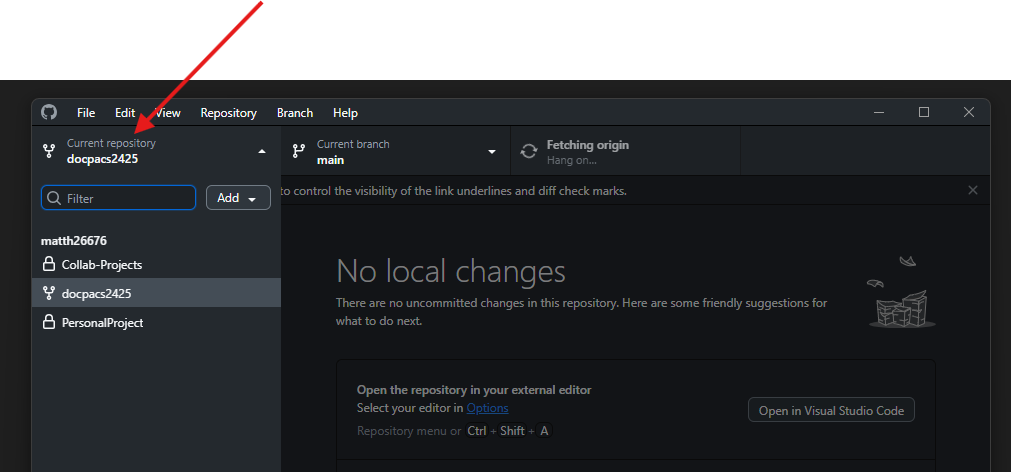 File Edit View Repository Branch Help
Current repository
docpacs2425
Current branch
main
Fetching origin
Hang on...
Filter
Add
to control the visibility of the link underlines and diff check marks.
matth26676
Collab-Projects
docpacs2425
PersonalProject
No local changes
There are no uncommitted changes in this repository. Here are some friendly suggestions for
what to do next.
Open the repository in your external editor
Select your editor in Options
Repository menu or Ctrl + Shift + A
Open in Visual Studio Code